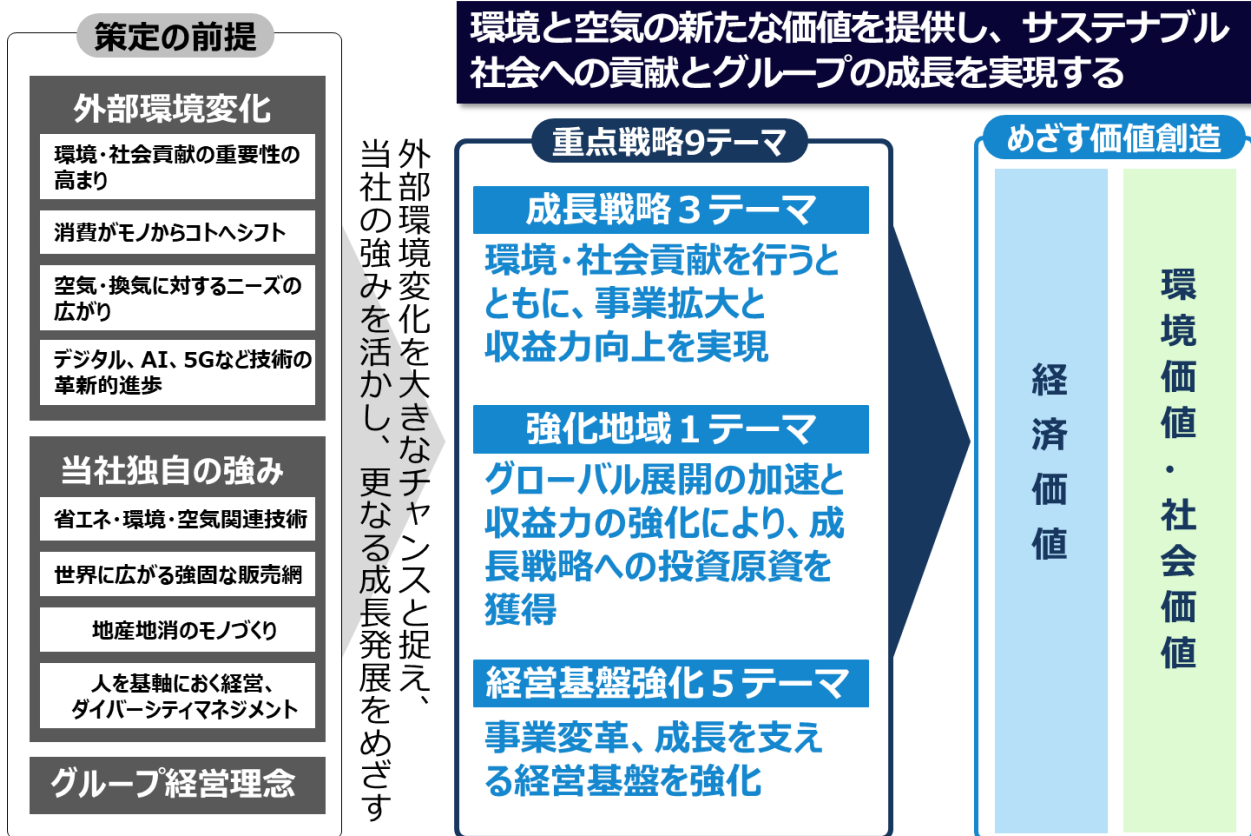 策定の前提
外部環境変化
環境・社会貢献の重要性の
高まり
消費がモノからコトへシフト
空気・換気に対するニーズの
広がり
デジタル、AI、5Gなど技術の
革新的進歩
当社独自の強み
省エネ・環境・空気関連技術
世界に広がる強固な販売網
地産地消のモノづくり
人を基軸におく経営、
ダイバーシティマネジメント
グループ経営理念
外部環境変化を大きなチャンスと捉え、
当社の強みを活かし、更なる成長発展をめざす
環境と空気の新たな価値を提供し、サステナブル
社会への貢献とグループの成長を実現する
重点戦略9テーマ
成長戦略３テーマ
環境・社会貢献を行うと
ともに、事業拡大と
収益力向上を実現
強化地域１テーマ
グローバル展開の加速と
収益力の強化により、成
長戦略への投資原資を
獲得
経営基盤強化５テーマ
事業変革、成長を支え
る経営基盤を強化
めざす価値創造
経済価値
環境価値・社会価値